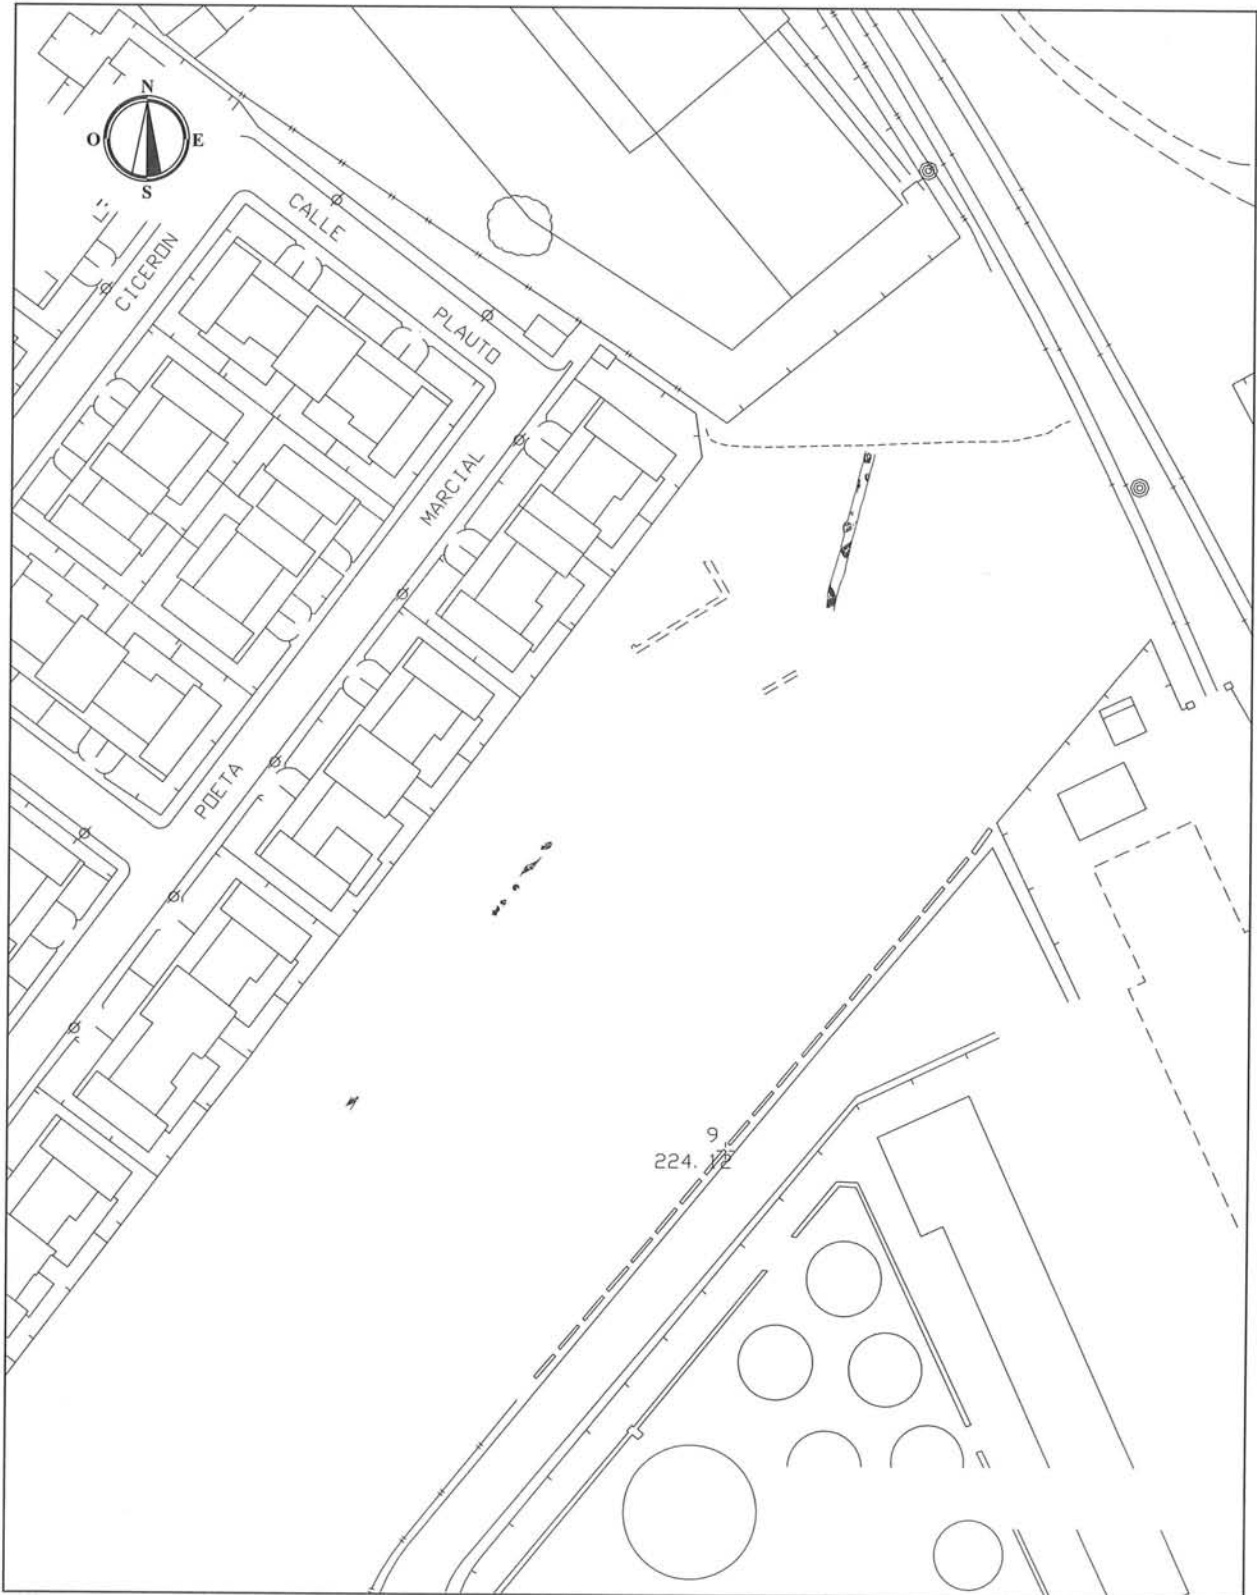 N
O E
S
CICERON
CALLE
PLAUTO
MARCIAL
POETA
9
224. 12